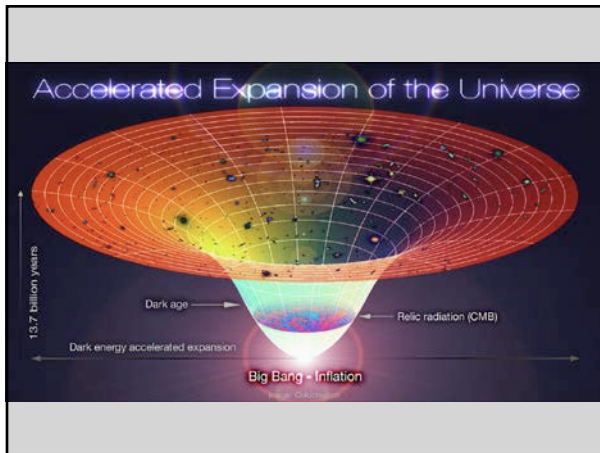 Accelerated Expansion of the Universe
13.7 billion years
Dark age
Relic radiation (CMB)
Dark energy accelerated expansion
Big Bang - Inflation